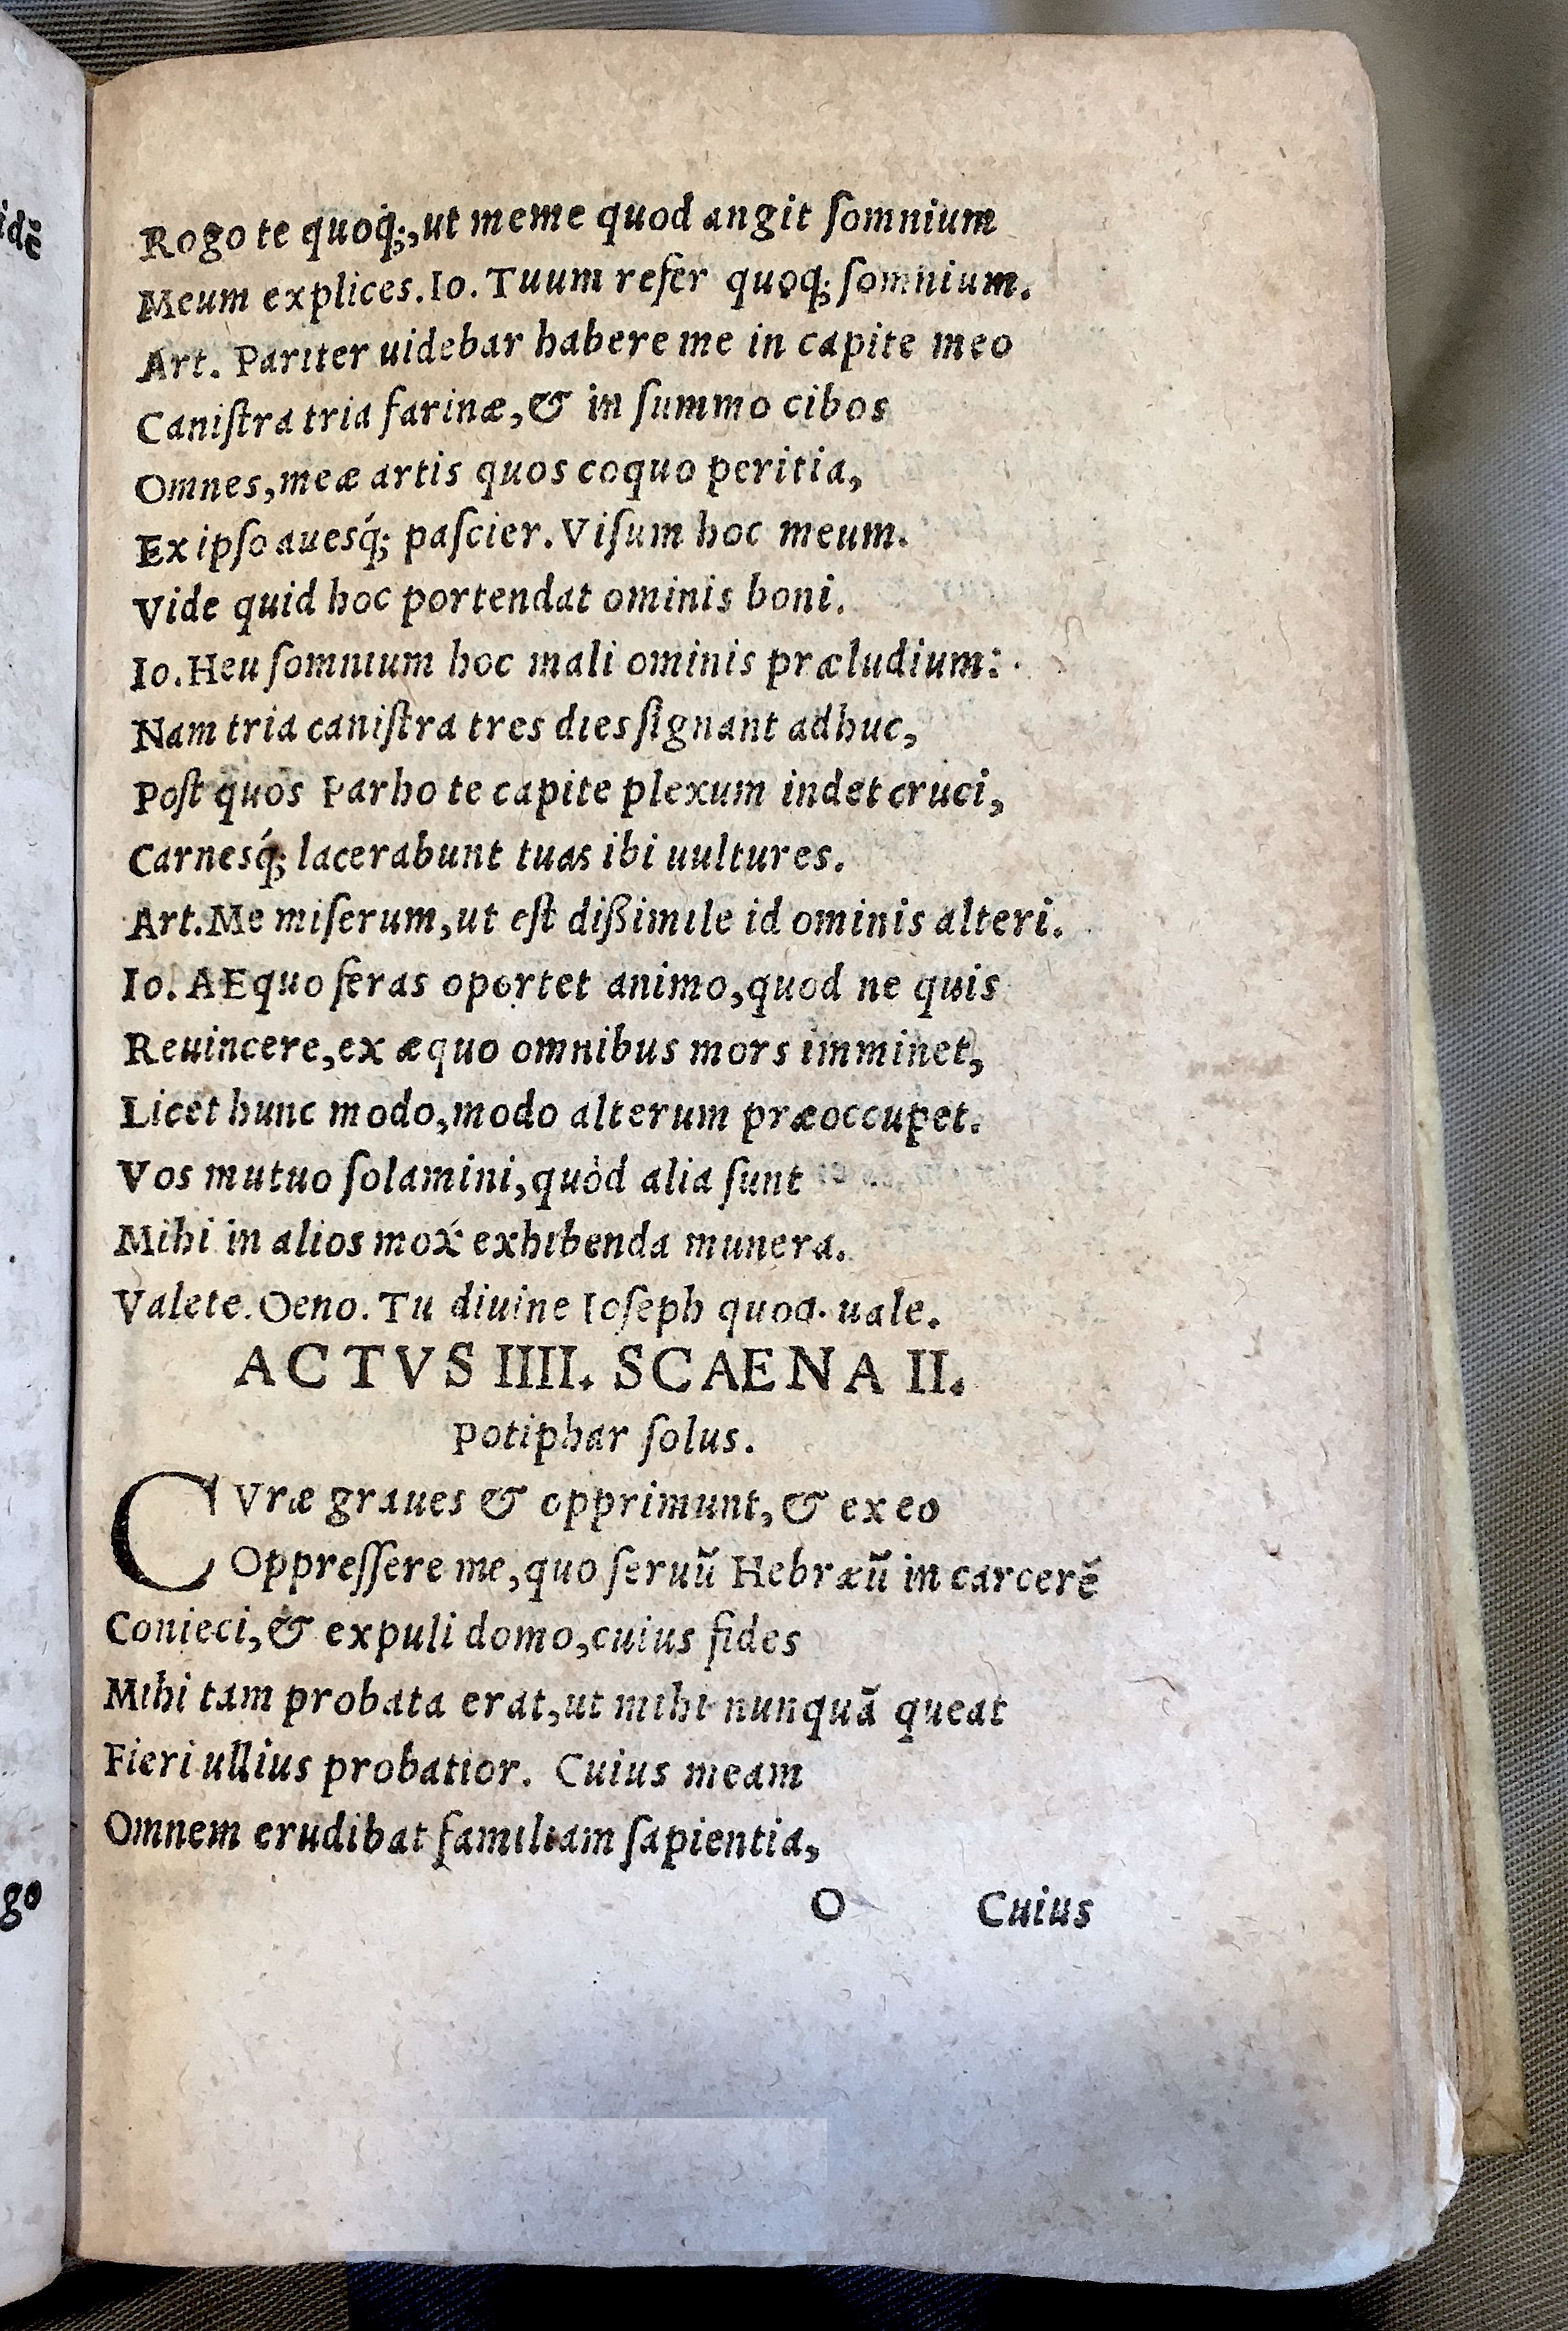 idẽ
Rogo te quoq́;, ut meme quod angit ſomnium
Meum explices. Io. Tuum refer quoq; ſomnium.
Art. Pariter uidebar habere me in capite meo
Caniſtra tria farinæ, & in ſummo cibos
Omnes, meæ artis quos coquo peritia,
Ex ipſo auesq́; paſcier. Viſum hoc meum.
Vide quid hoc portendat ominis boni.
Io. Heu ſomnium hoc mali ominis præludium:
Nam tria caniſtra tres dies ſignant adhuc,
Poſt quos Parho te capite plexum indet cruci,
Carnesq́; lacerabunt tuas ibi uultures.
Art. Me miſerum, ut eſt dißimile id ominis alteri.
Io. AEquo feras oportet animo, quod ne quis
Reuincere, ex æquo omnibus mors imminet,
Licet hunc modo, modo alterum præoccupet.
Vos mutuo ſolamini, quòd alia ſunt
Mihi in alios mox exhibenda munera.
Valete. Oeno. Tu diuine Ioſeph quoq. uale.
ACTVS IIII. SCAENA II.
Potiphar ſolus.
CVræ graues & opprimunt, & ex eo
Oppreſſere me, quo ſeruũ Hebræũ in carcerẽ
Conieci, & expuli domo, cuius fides
Mihi tam probata erat, ut mihi nunquã queat
Fieri ullius probatior. Cuius meam
Omnem erudibat familiam ſapientia,
go
O Cuius